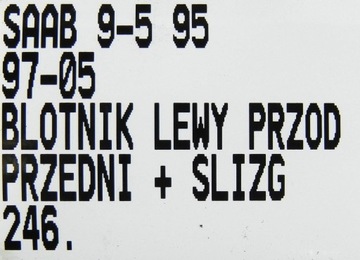 SAAB 9-5 95
97-05
BLOTNIK LEWY PRZOD
PRZEDNI + SLIZG
246.